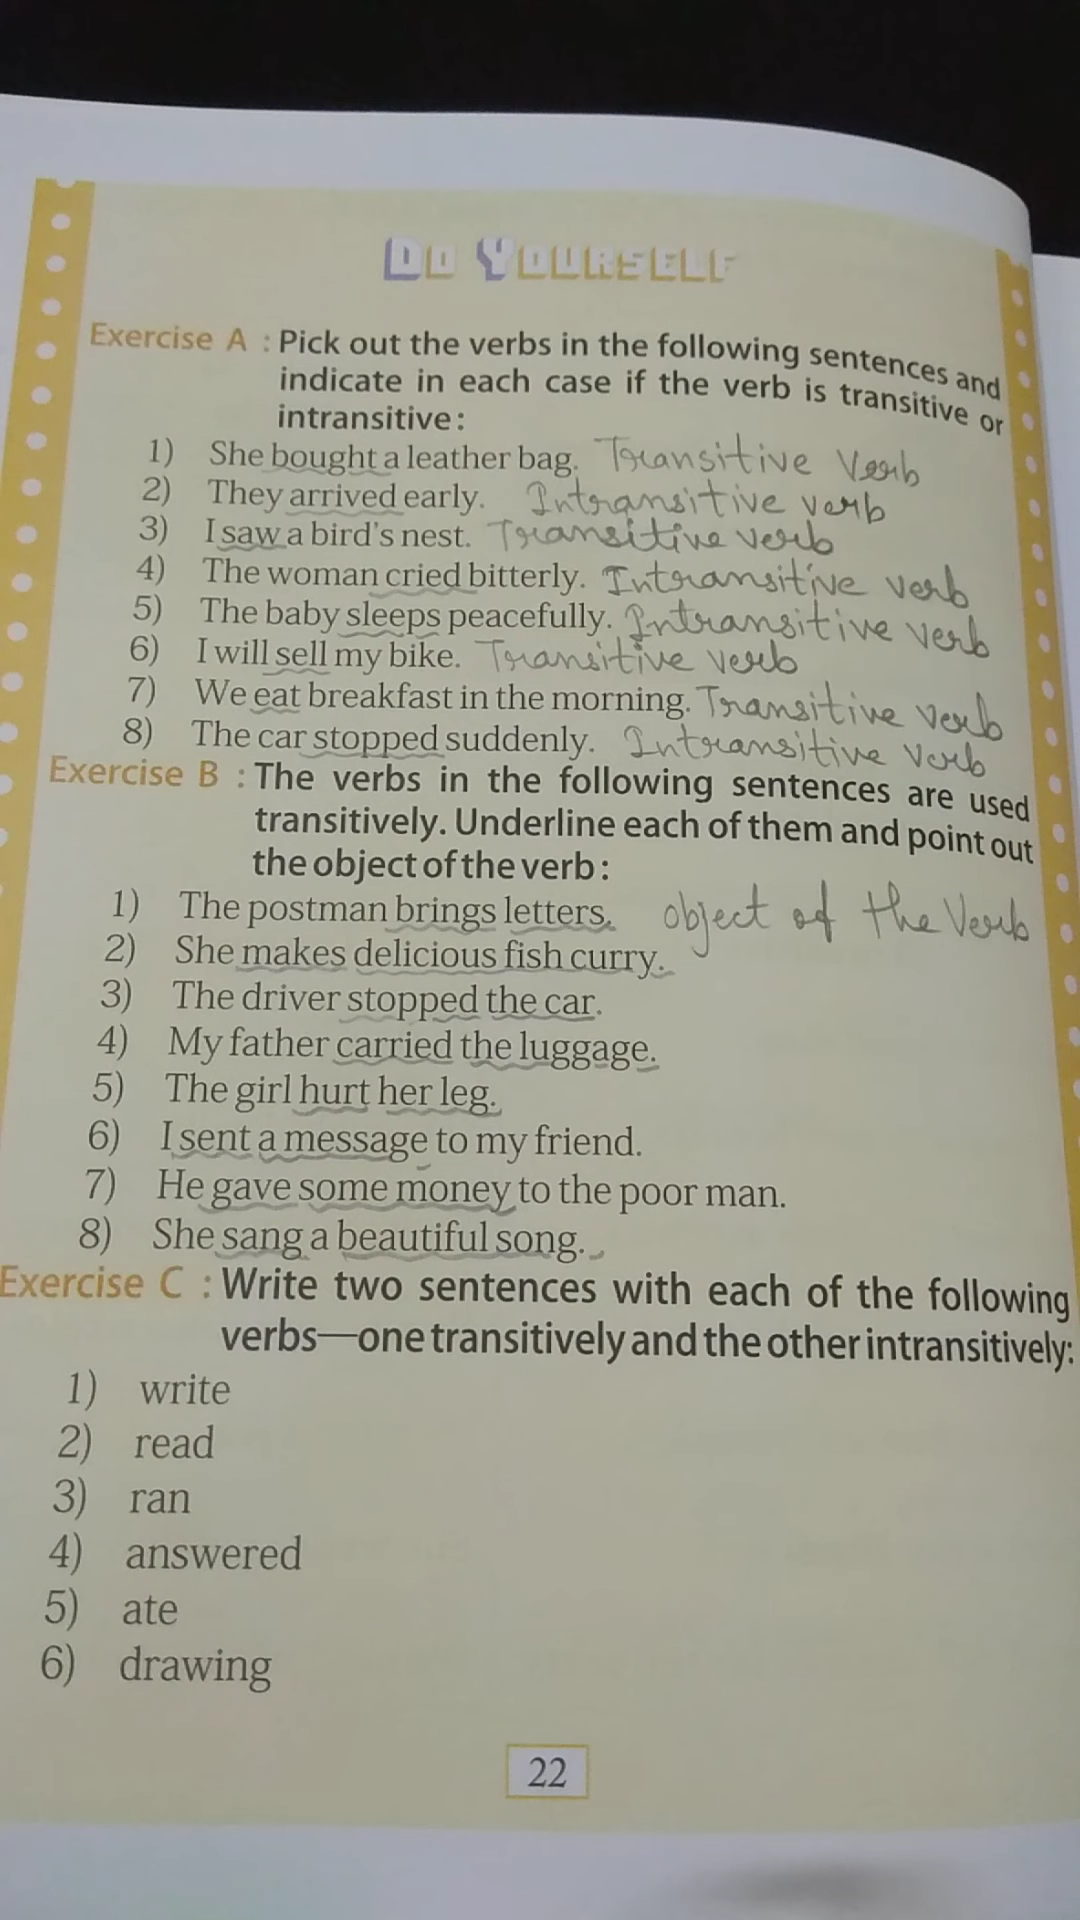 DO YOURSELF
Exercise A : Pick out the verbs in the following sentences and
indicate in each case if the verb is transitive or
intransitive:
1) She bought a leather bag. Transitive Verb
2) They arrived early. Intransitive verb
3) I saw a bird's nest. Transitive verb
4) The woman cried bitterly. Intransitive verb
5) The baby sleeps peacefully. Intransitive verb
6) I will sell my bike. Transitive verb
7) We eat breakfast in the morning. Transitive verb
8) The car stopped suddenly. Intransitive Verb
Exercise B : The verbs in the following sentences are used
transitively. Underline each of them and point out
the object of the verb :
1) The postman brings letters. object of the Verb
2) She makes delicious fish curry.
3) The driver stopped the car.
4) My father carried the luggage.
5) The girl hurt her leg.
6) I sent a message to my friend.
7) He gave some money to the poor man.
8) She sang a beautiful song.
Exercise C : Write two sentences with each of the following
verbs—one transitively and the other intransitively:
1) write
2) read
3) ran
4) answered
5) ate
6) drawing
22